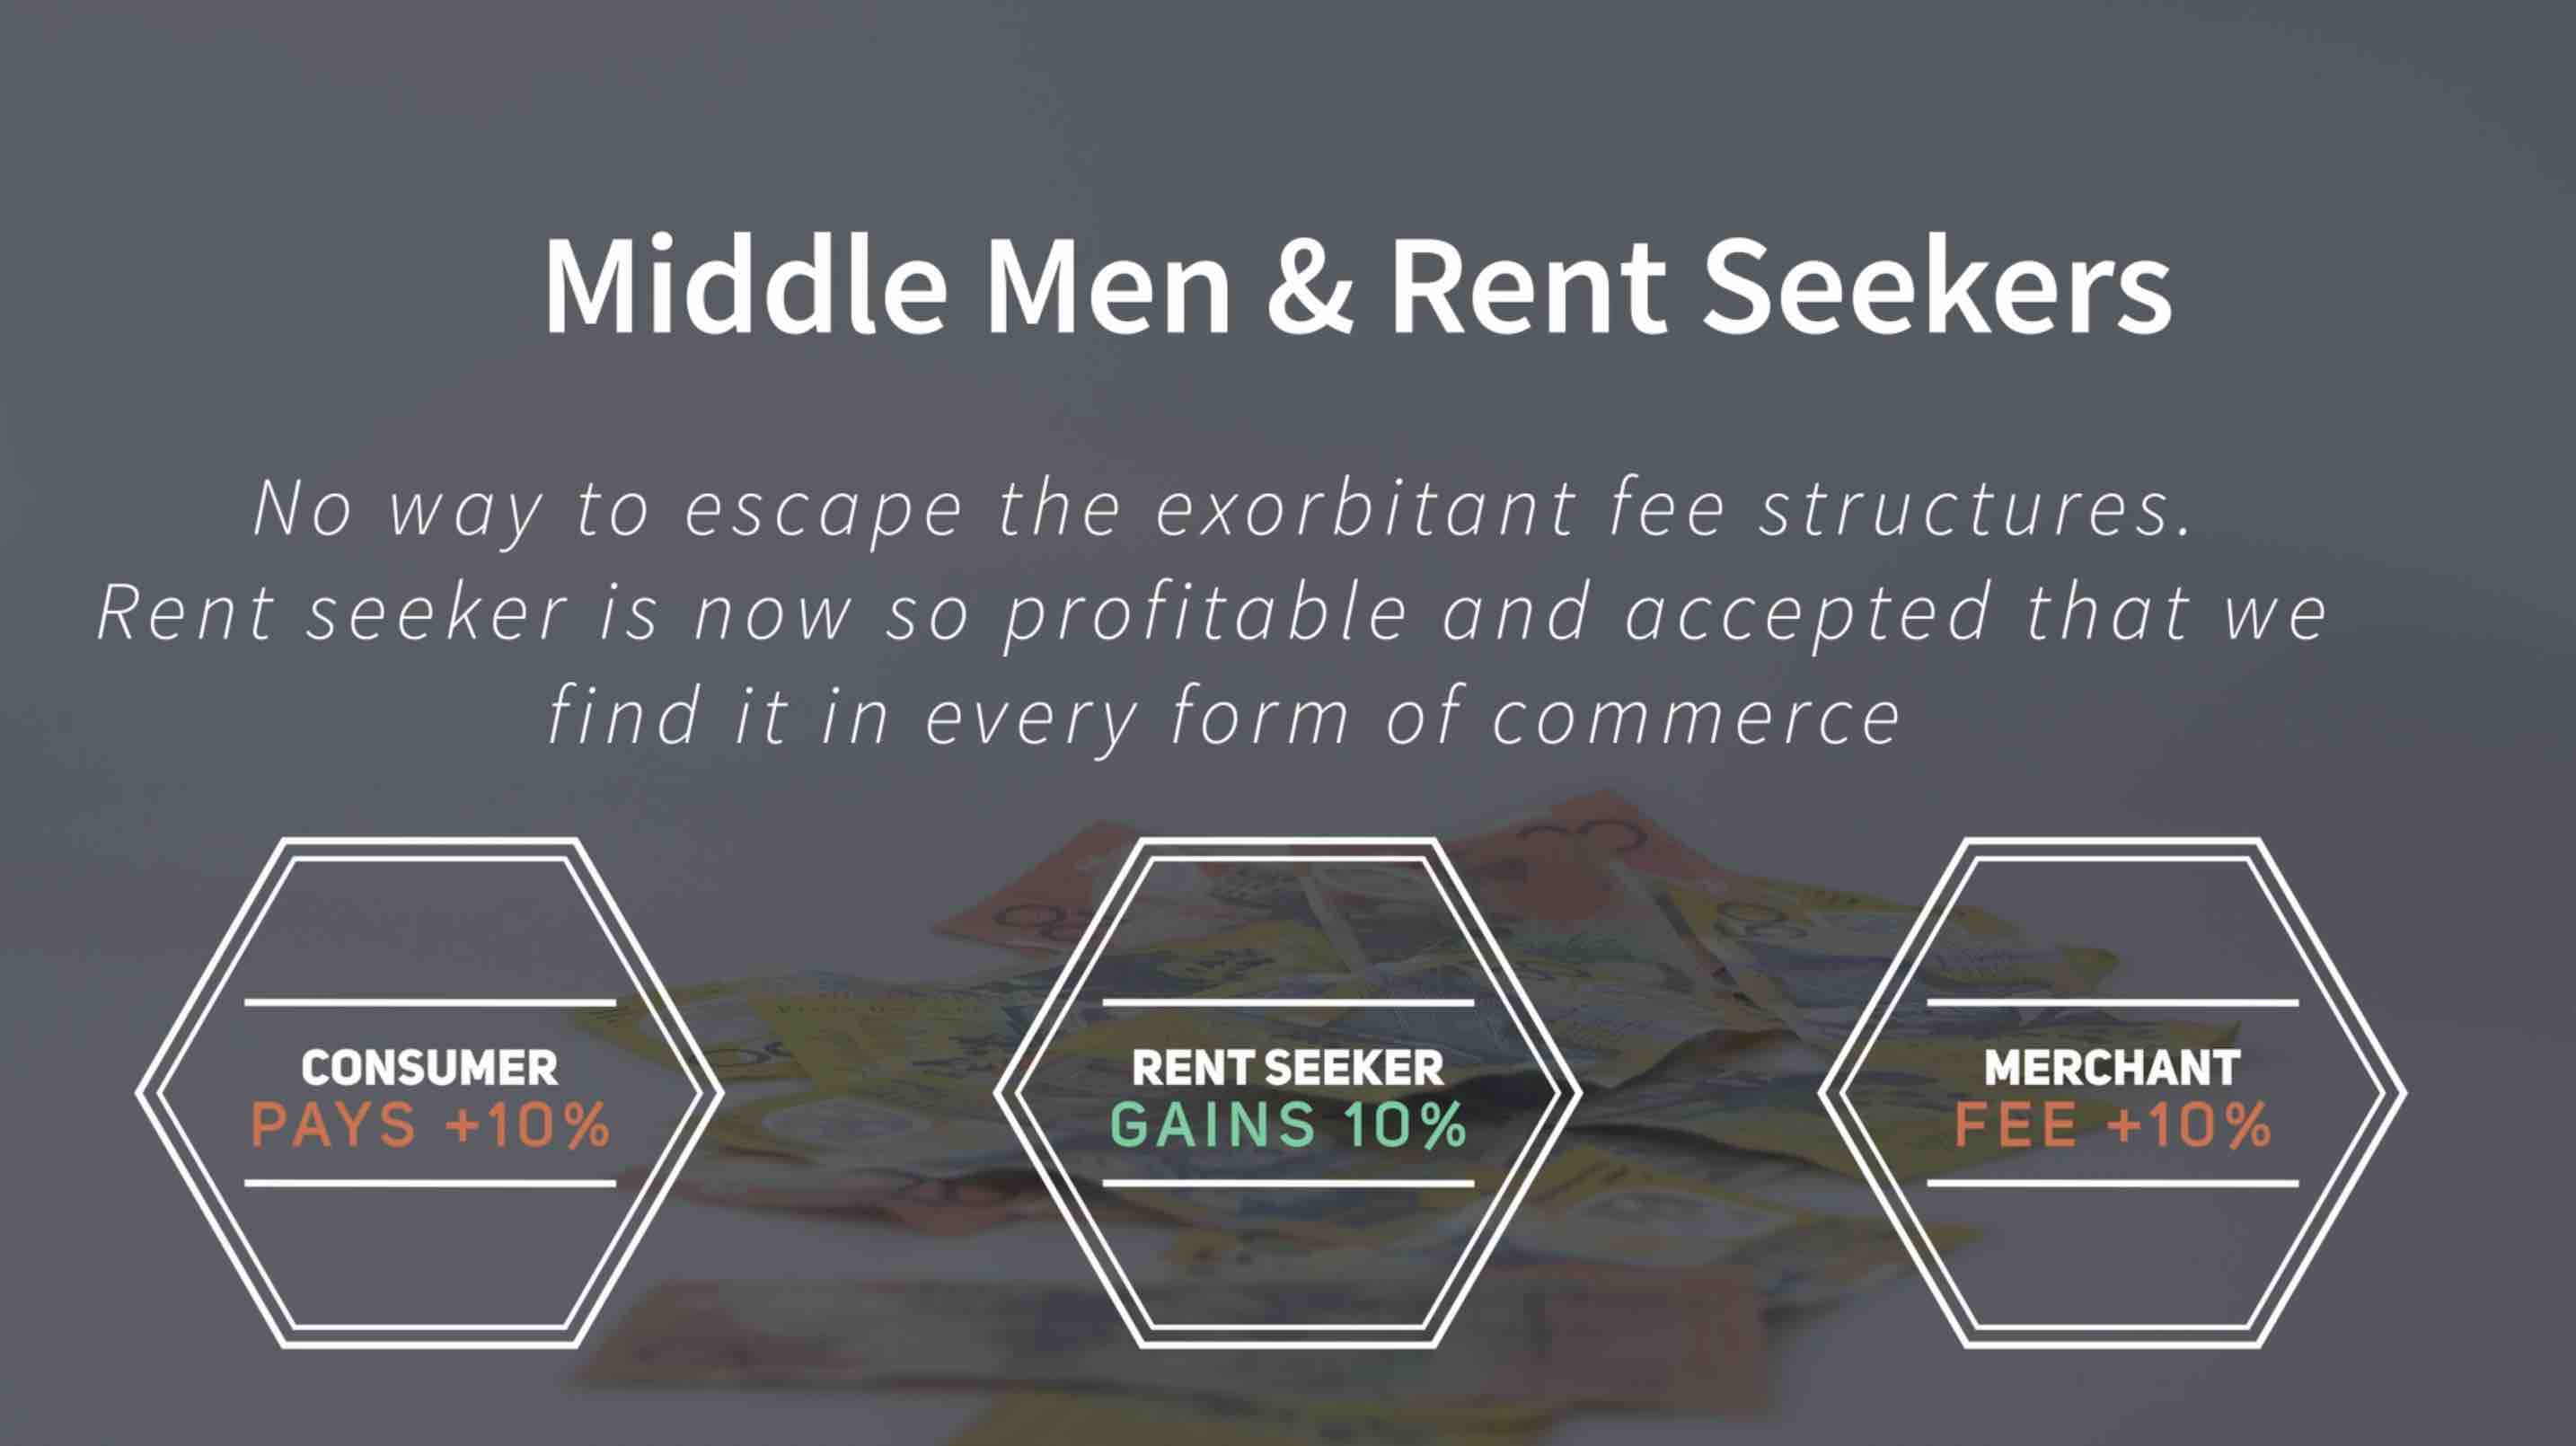 Middle Men & Rent Seekers
No way to escape the exorbitant fee structures.
Rent seeker is now so profitable and accepted that we
find it in every form of commerce
CONSUMER
PAYS +10%
RENT SEEKER
GAINS 10%
MERCHANT
FEE +10%